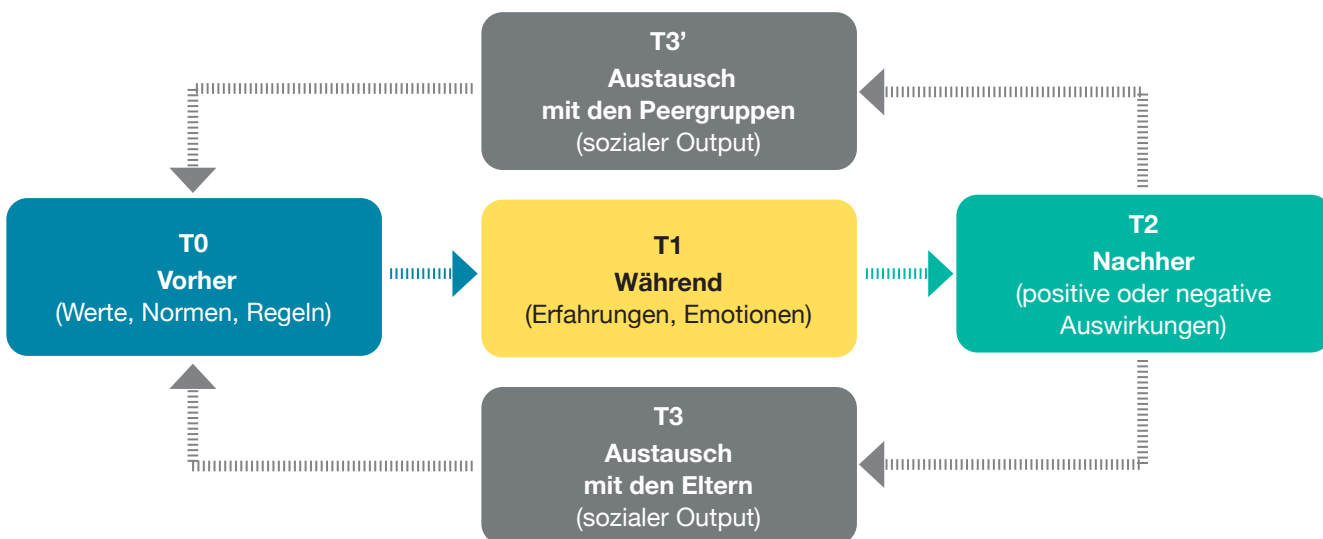 T3’
Austausch
mit den Peergruppen
(sozialer Output)
T0
Vorher
(Werte, Normen, Regeln)
T1
Während
(Erfahrungen, Emotionen)
T2
Nachher
(positive oder negative
Auswirkungen)
T3
Austausch
mit den Eltern
(sozialer Output)